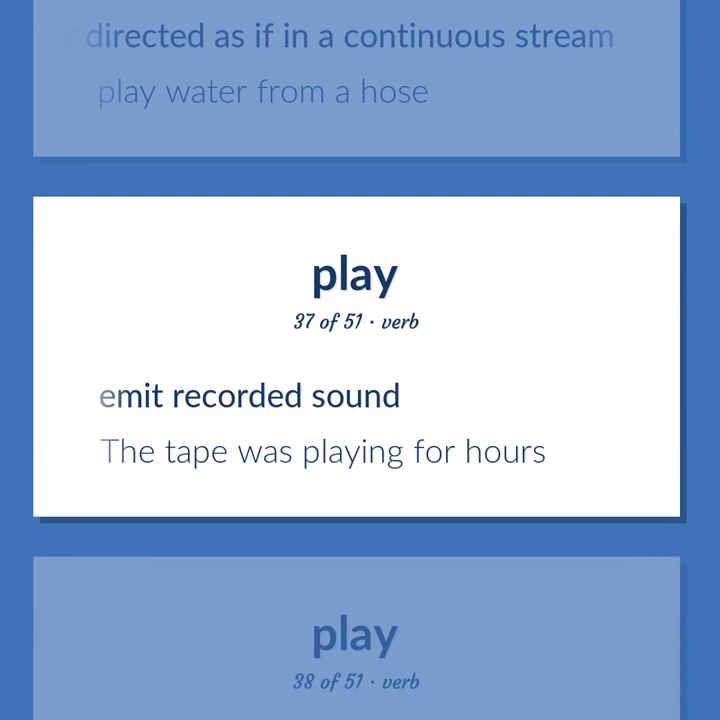 directed as if in a continuous stream
play water from a hose
play
37 of 51 · verb
emit recorded sound
The tape was playing for hours
play
38 of 51 · verb